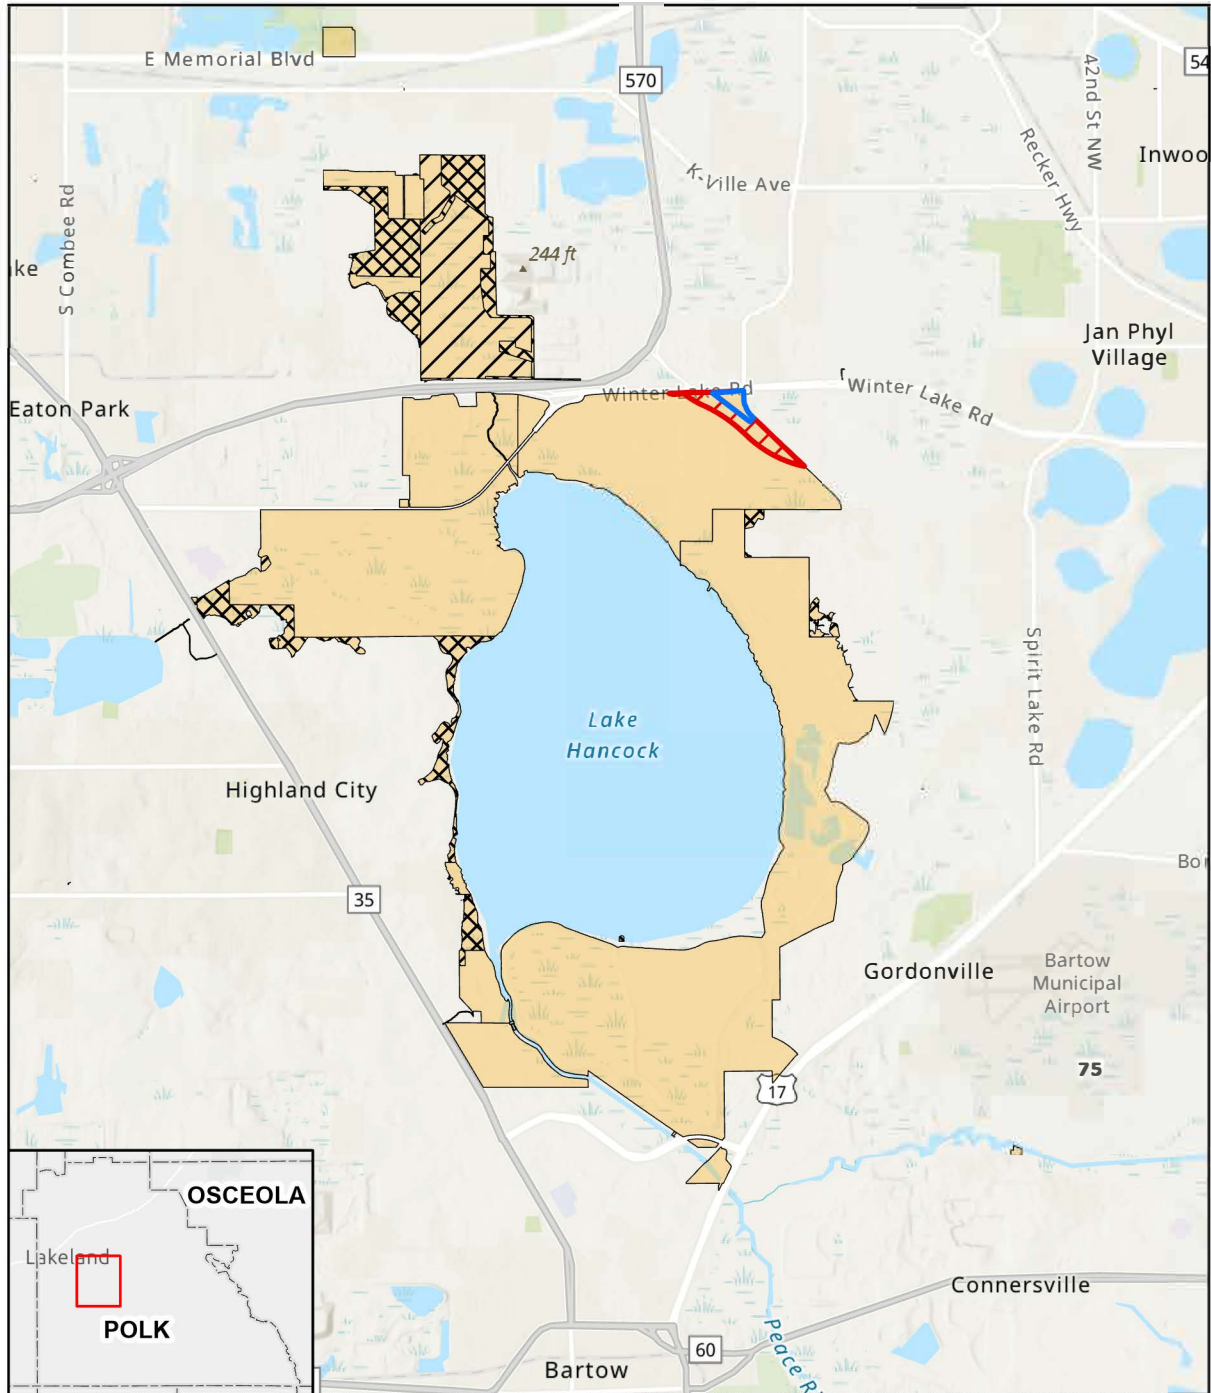 E Memorial Blvd
570
42nd St NW
54
Inwoo
K-Ville Ave
Recker Hwy
S Combee Rd
244 ft
ke
Jan Phyl
Village
Winter Lake Rd
Winter Lake Rd
Eaton Park
Spirit Lake Rd
Lake
Hancock
Highland City
Bo
35
Gordonville
Bartow
Municipal
Airport
75
17
OSCEOLA
Lakeland
POLK
Connersville
Peace R
60
Bartow